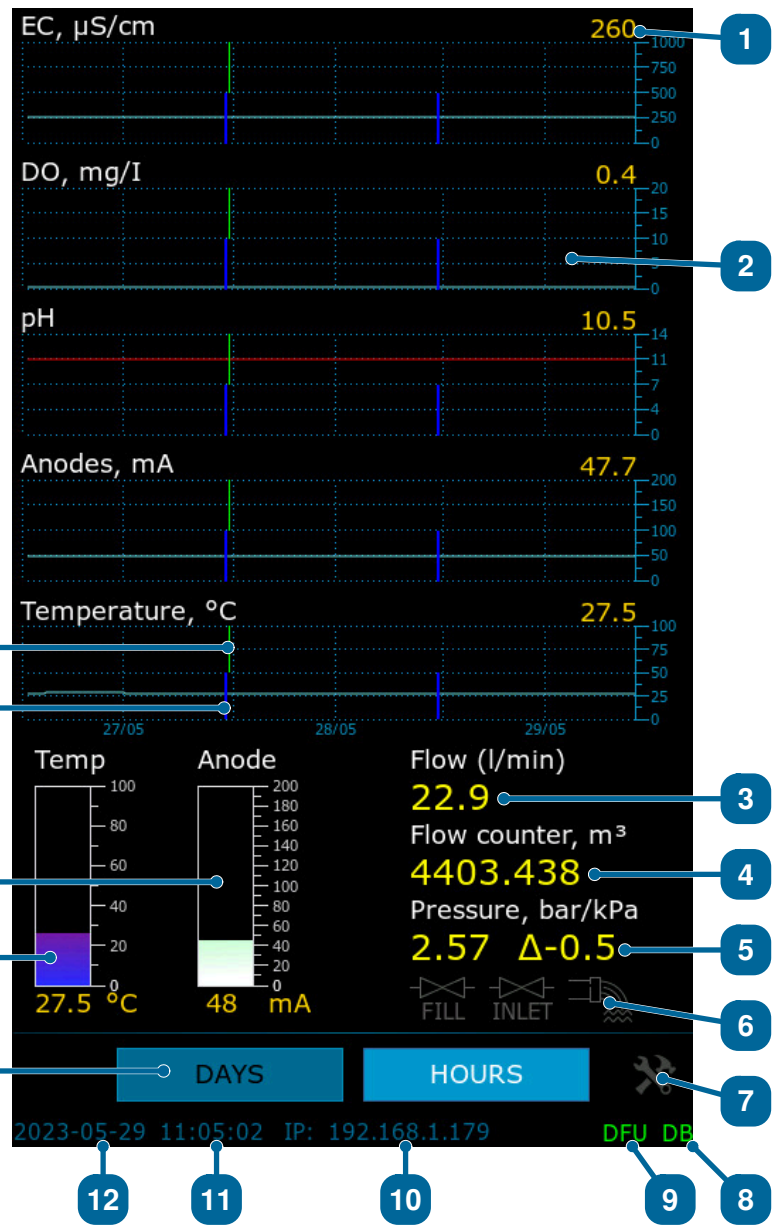 EC, µS/cm 260 1
1000
750
500
250
0
DO, mg/I 0.4
20
15
10
5 2
0
pH 10.5
14
11
7
4
0
Anodes, mA 47.7
200
150
100
50
0
Temperature, °C 27.5
100
75
50
25
0
27/05 28/05 29/05
Temp Anode Flow (l/min)
100 200
180
22.9 3
80 160
140
Flow counter, m³
60 120
100
4403.438 4
40 80
60
Pressure, bar/kPa
20 40
20
2.57 Δ-0.5 5
0 0
27.5 °C 48 mA
FILL INLET 6
DAYS HOURS 7
2023-05-29 11:05:02 IP: 192.168.1.179 DFU DB
12 11 10 9 8